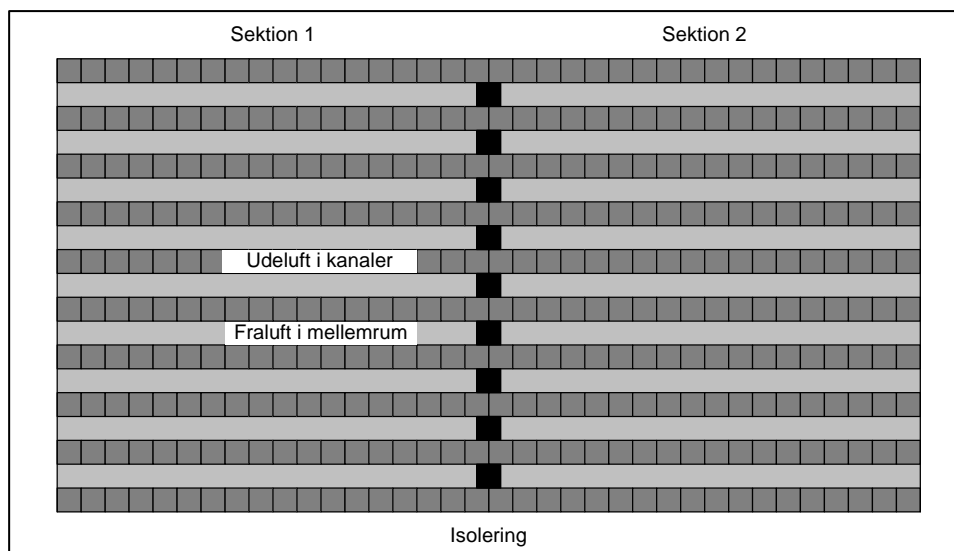 Sektion 1
Sektion 2
Udeluft i kanaler
Fraluft i mellemrum
Isolering